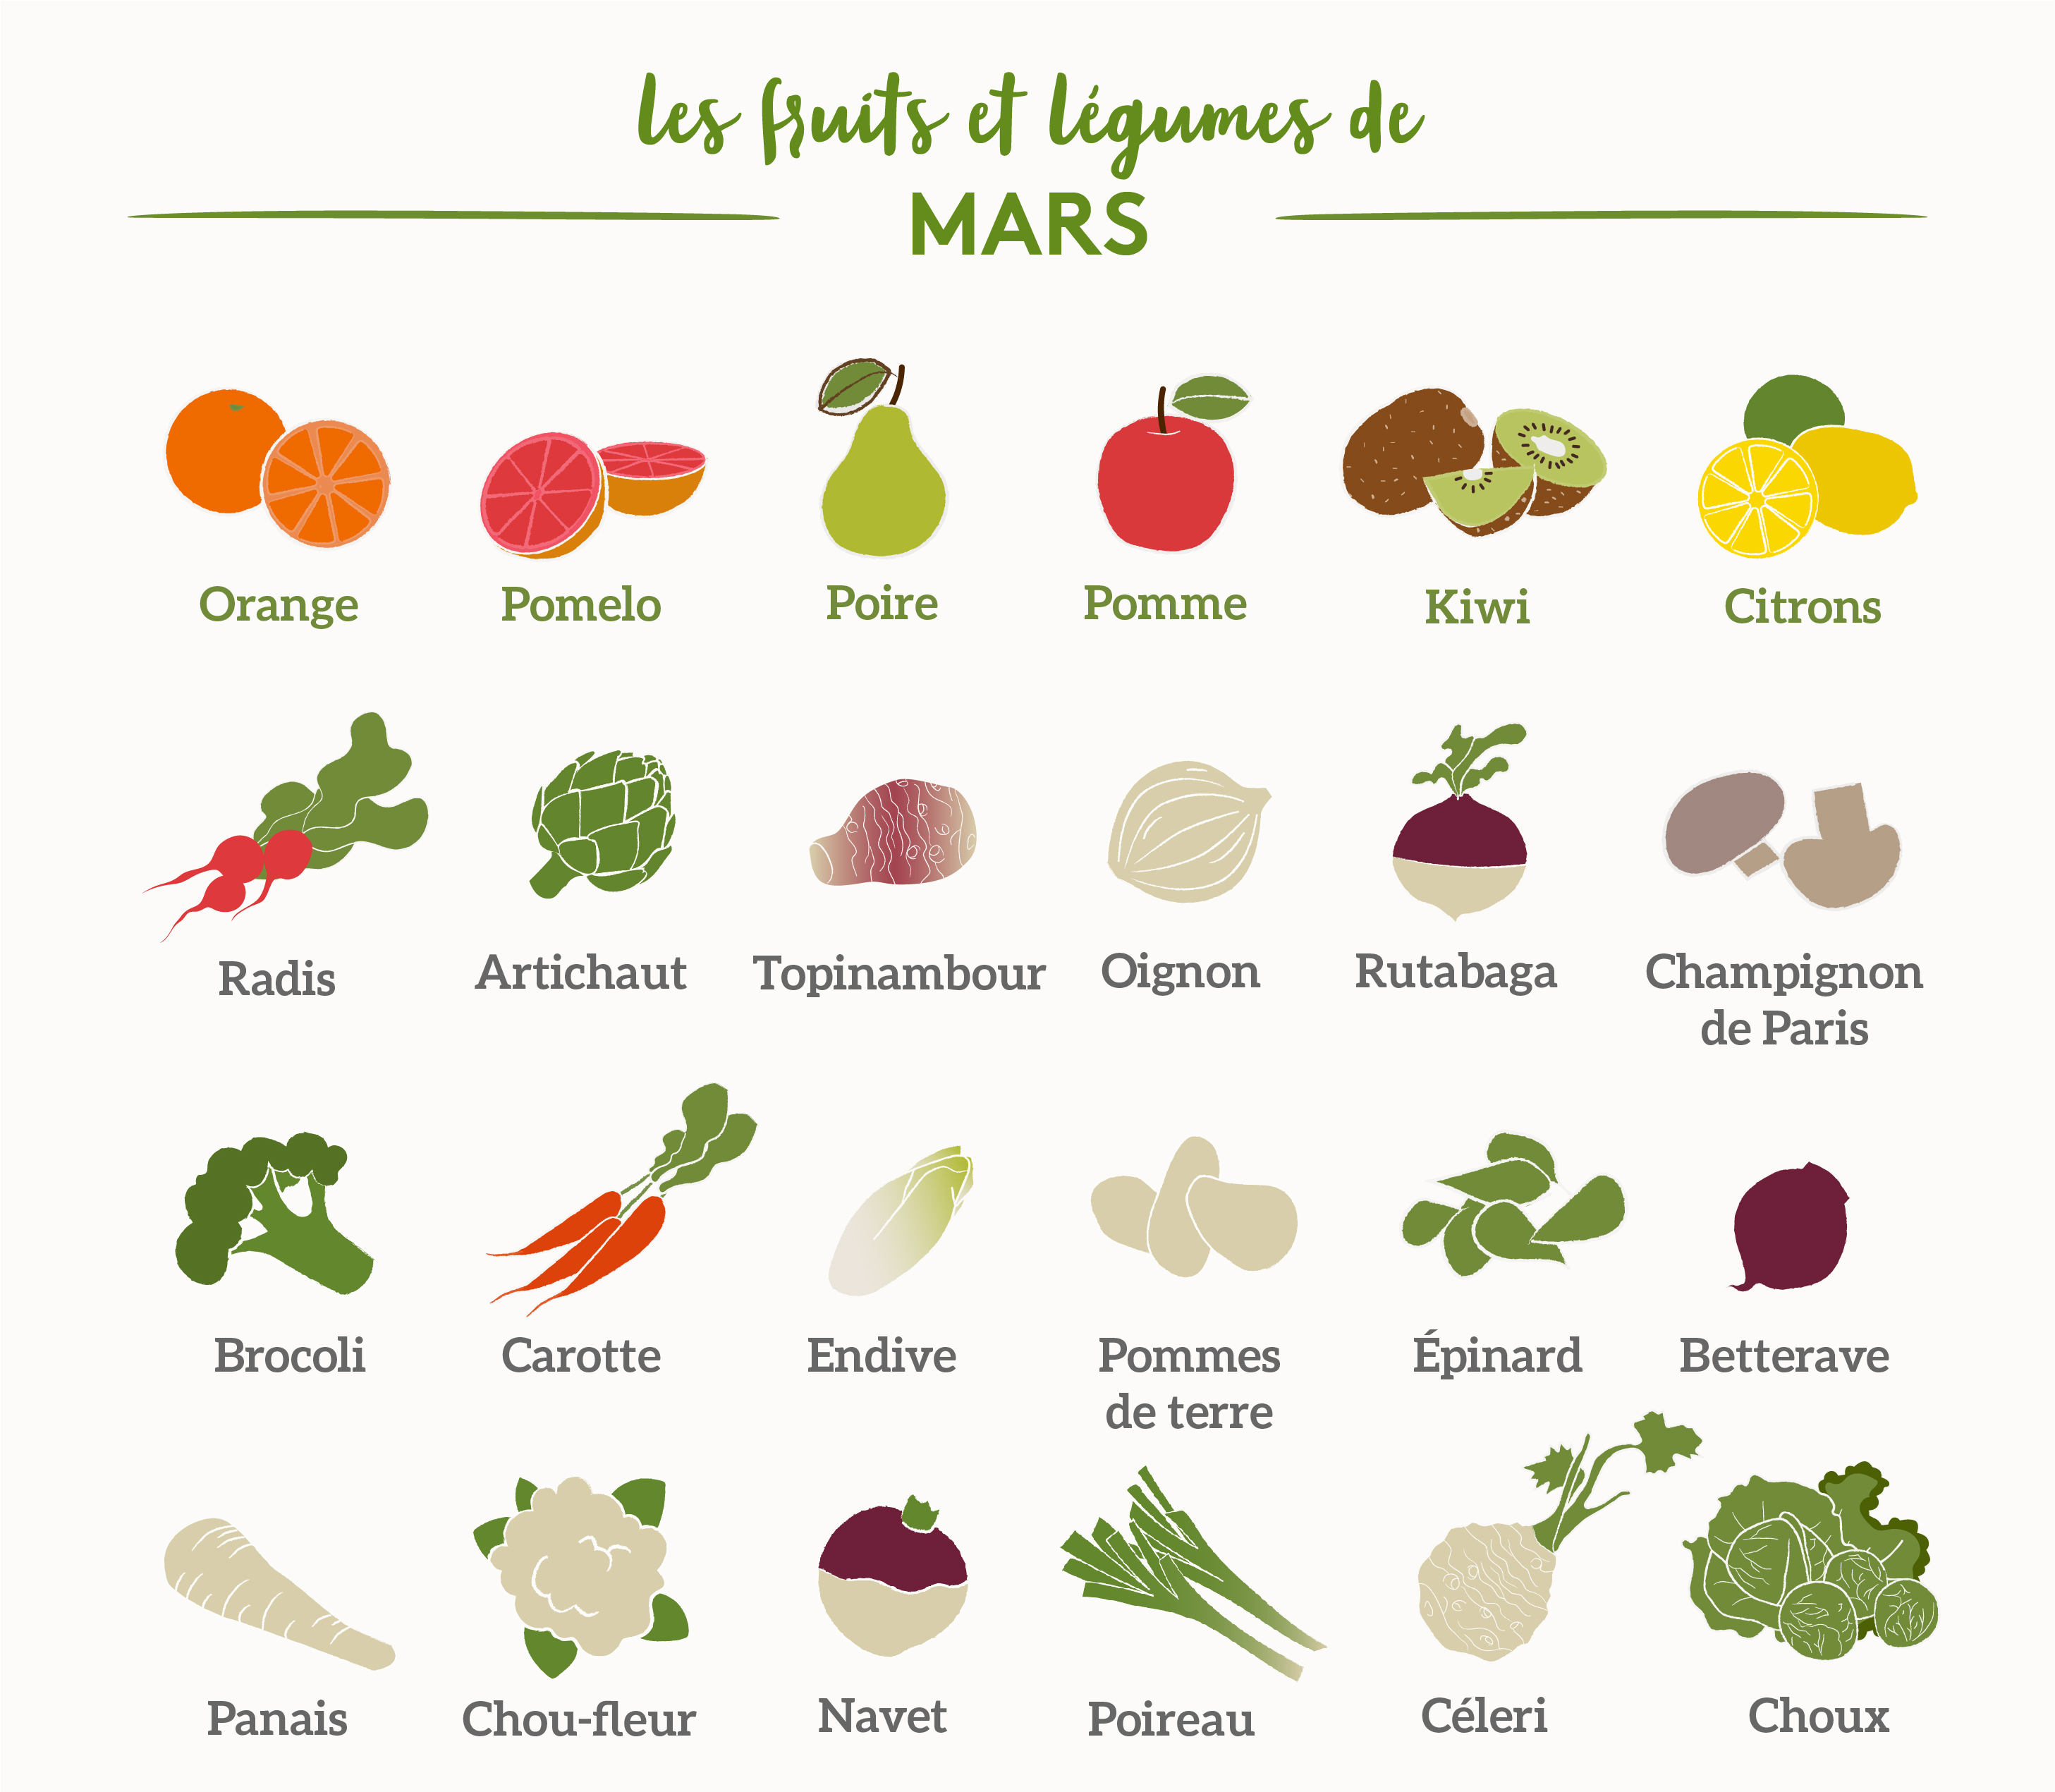 les fruits et légumes de
MARS
Orange
Pomelo
Poire
Pomme
Kiwi
Citrons
Radis
Artichaut
Topinambour
Oignon
Rutabaga
Champignon
de Paris
Brocoli
Carotte
Endive
Pommes
de terre
Épinard
Betterave
Panais
Chou-fleur
Navet
Poireau
Céleri
Choux